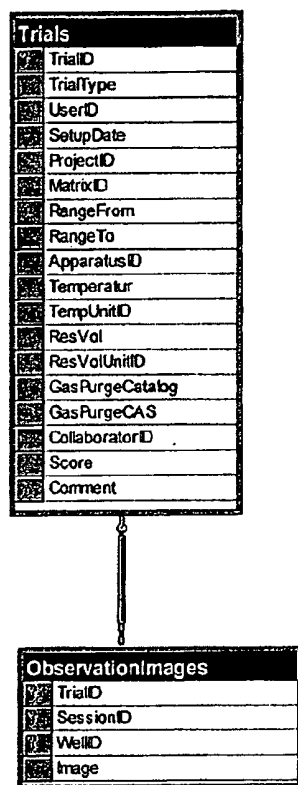 Trials
TrialID
TrialType
UserID
SetupDate
ProjectID
MatrixID
RangeFrom
RangeTo
ApparatusID
Temperatur
TempUnitID
ResVol
ResVolUnitID
GasPurgeCatalog
GasPurgeCAS
CollaboratorID
Score
Comment
ObservationImages
TrialID
SessionID
WellID
Image